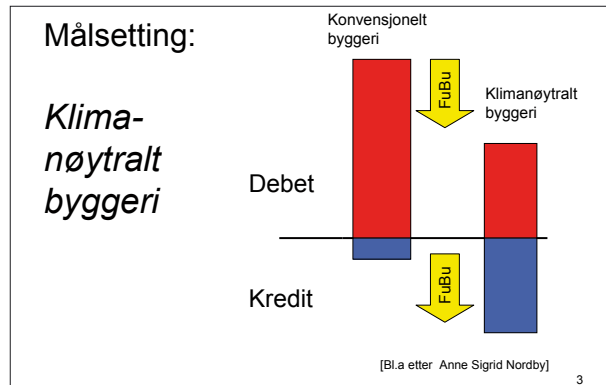 Målsetting:
Klima-
nøytralt
byggeri
Konvensjonelt
byggeri
FuBu
Klimanøytralt
byggeri
Debet
Kredit
FuBu
[Bl.a etter Anne Sigrid Nordby]
3